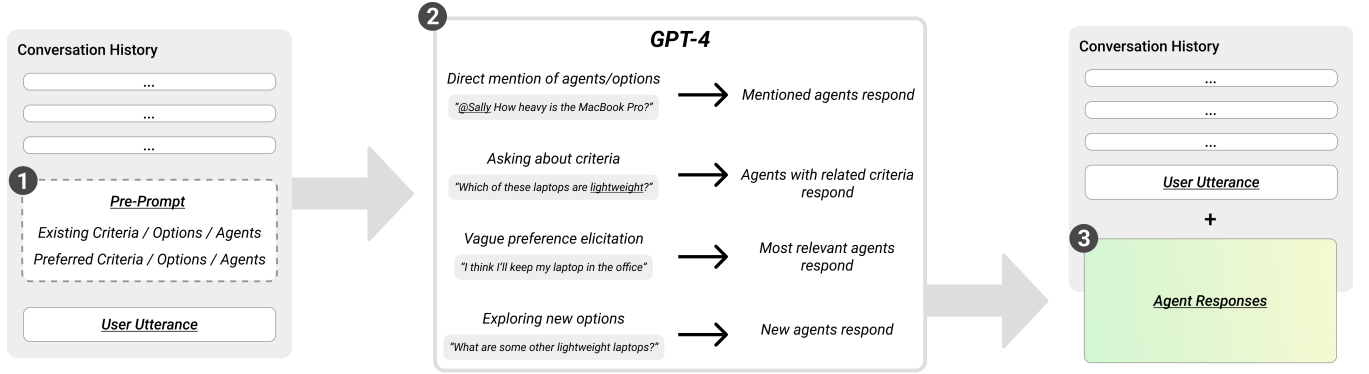 Conversation History
...
...
...
1
Pre-Prompt
Existing Criteria / Options / Agents
Preferred Criteria / Options / Agents
User Utterance
2
GPT-4
Direct mention of agents/options
"@Sally How heavy is the MacBook Pro?"
Mentioned agents respond
Asking about criteria
"Which of these laptops are lightweight?"
Agents with related criteria
respond
Vague preference elicitation
"I think I'll keep my laptop in the office"
Most relevant agents
respond
Exploring new options
"What are some other lightweight laptops?"
New agents respond
Conversation History
...
...
...
User Utterance
+
3
Agent Responses